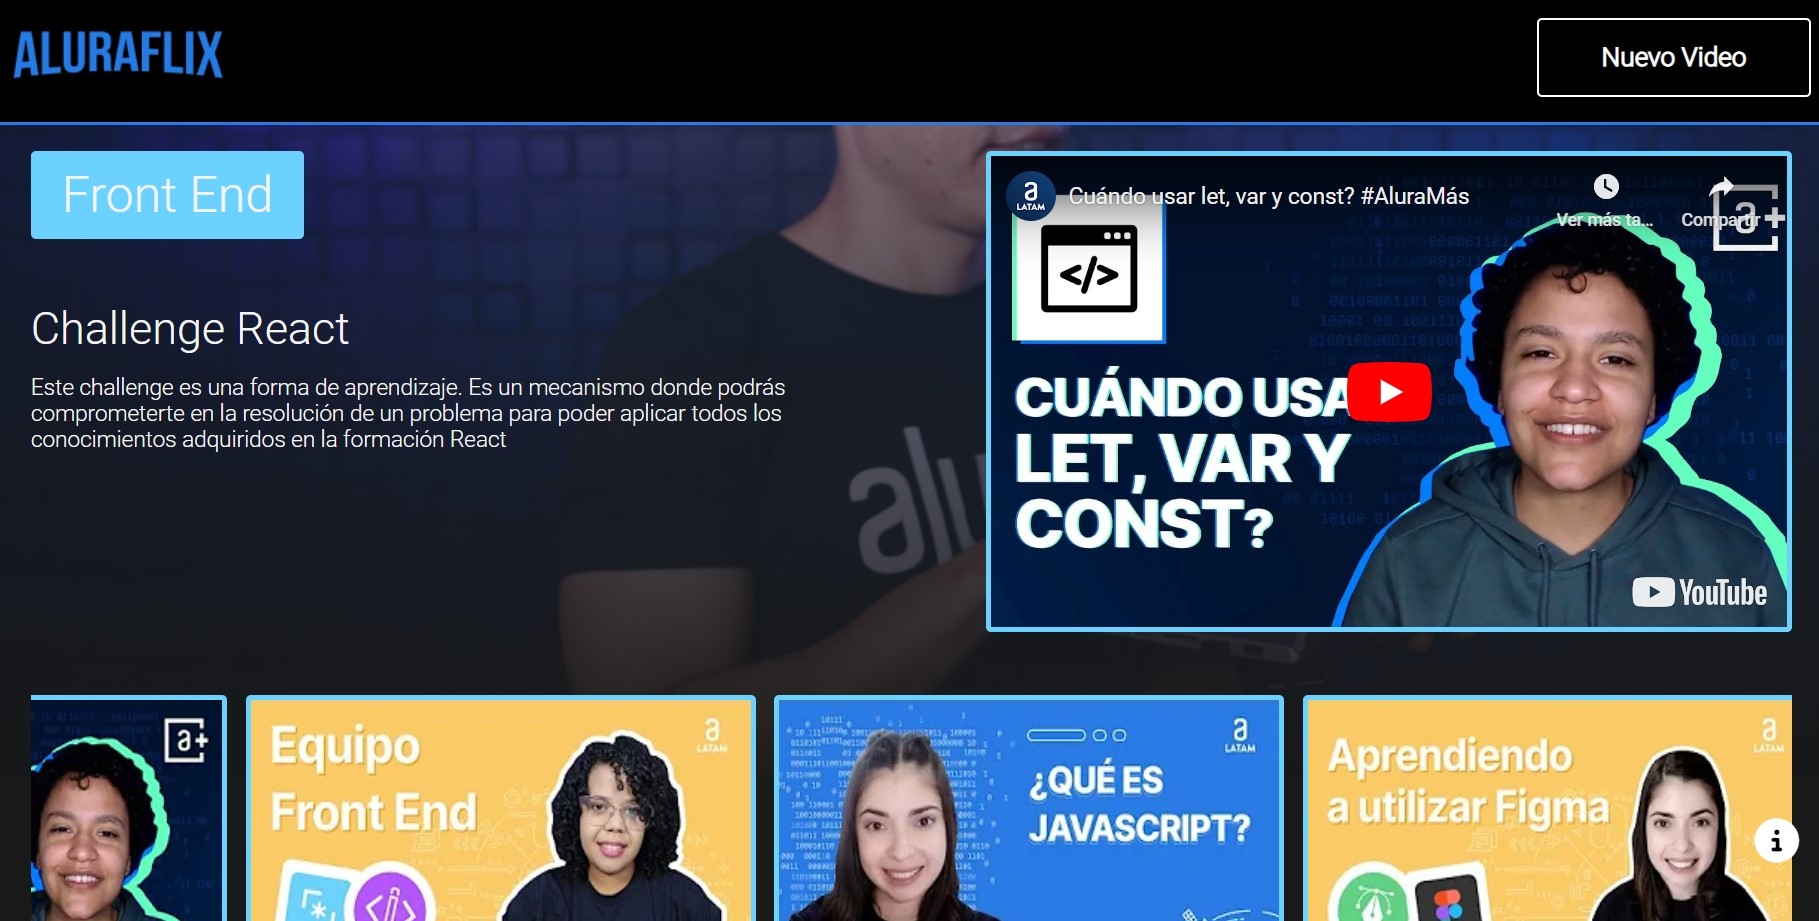 ALURAFLIX
Nuevo Video
Front End
Challenge React
Este challenge es una forma de aprendizaje. Es un mecanismo donde podrás
comprometerte en la resolución de un problema para poder aplicar todos los
conocimientos adquiridos en la formación React
alu
a
LATAM
Cuándo usar let, var y const? #AluraMás
Ver más ta...
Compartir
a+
</>
CUÁNDO USA
LET, VAR Y
CONST?
YouTube
a+
Equipo
Front End
a
LATAM
</>
¿QUÉ ES
JAVASCRIPT?
a
LATAM
Aprendiendo
a utilizar Figma
a
LATAM
i